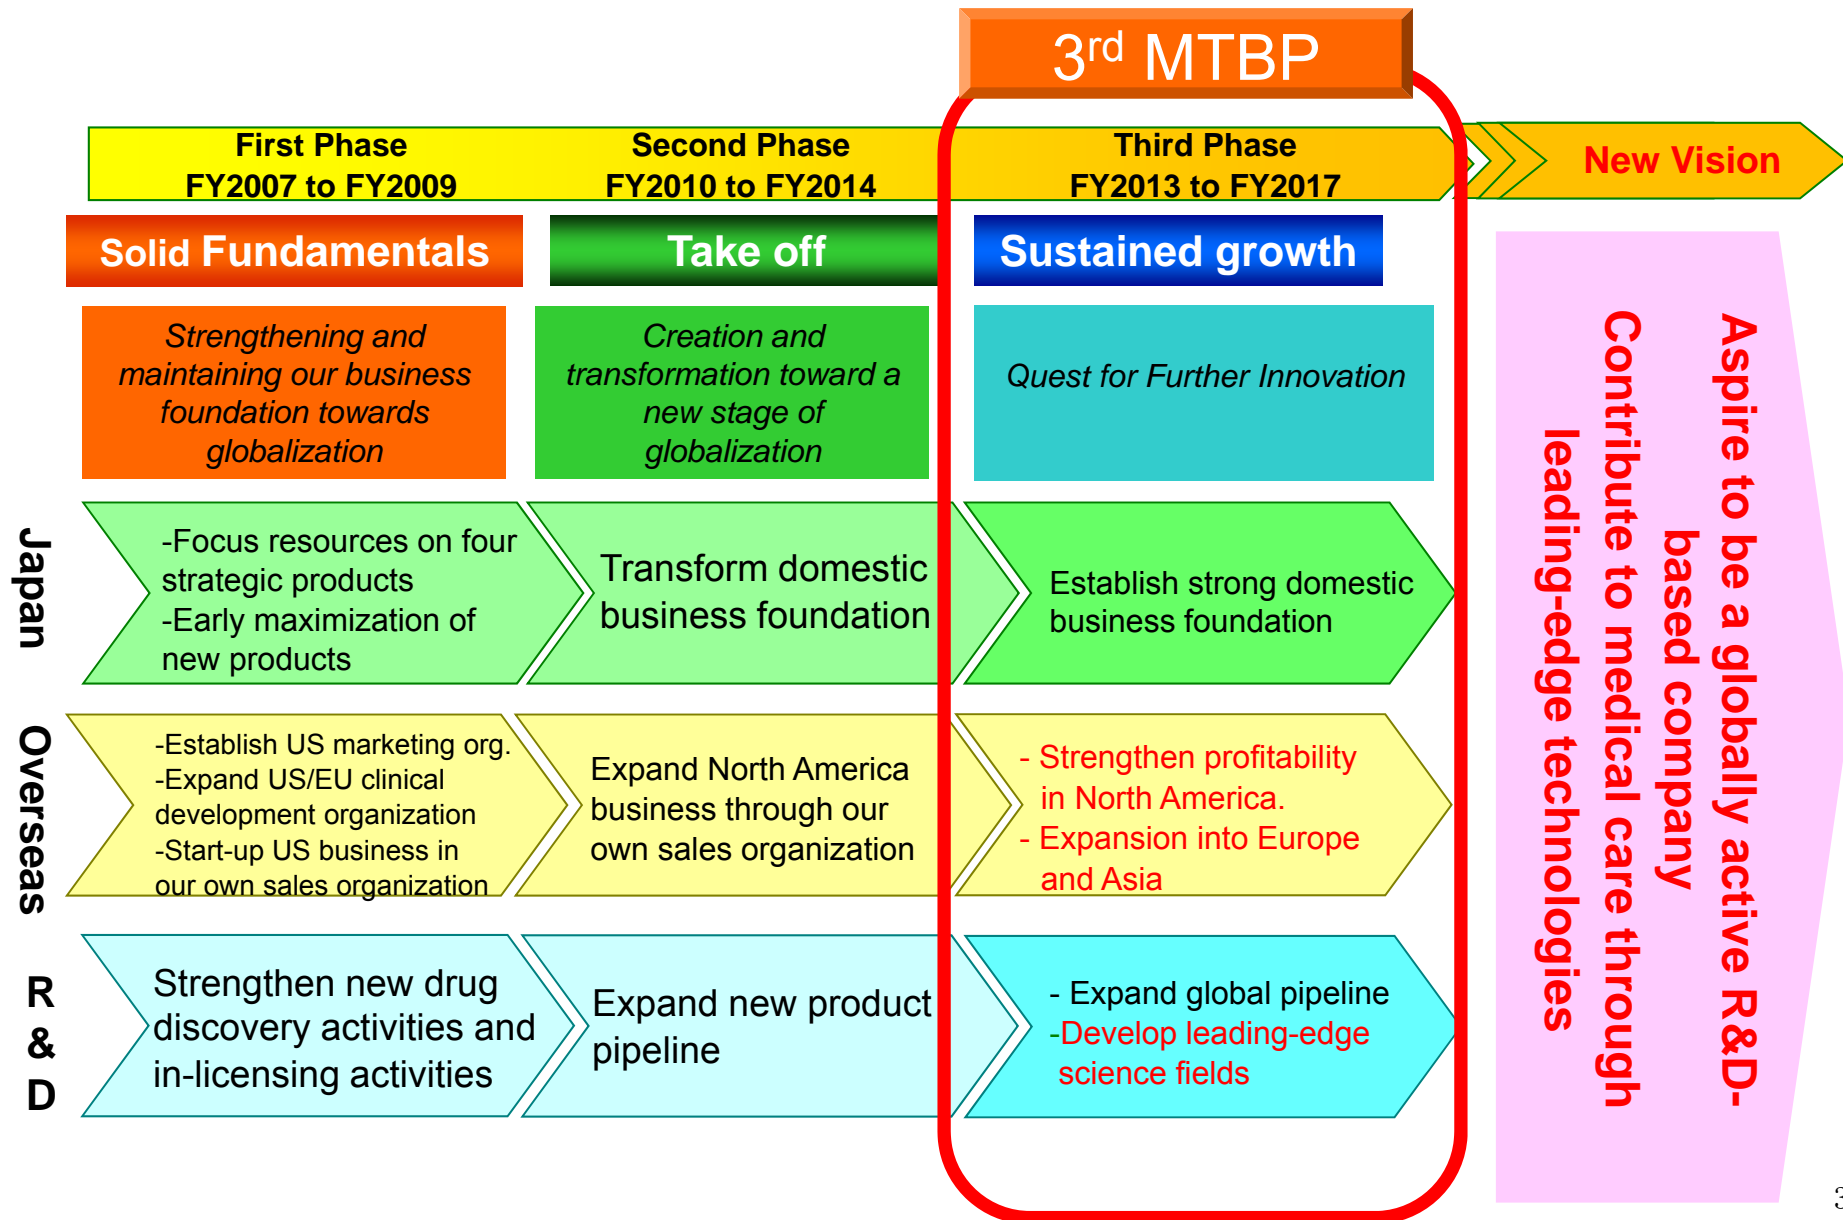 3rd MTBP
First Phase
FY2007 to FY2009
Second Phase
FY2010 to FY2014
Third Phase
FY2013 to FY2017
New Vision
Solid Fundamentals
Take off
Sustained growth
Strengthening and
maintaining our business
foundation towards
globalization
Creation and
transformation toward a
new stage of
globalization
Quest for Further Innovation
Japan
-Focus resources on four
strategic products
-Early maximization of
new products
Transform domestic
business foundation
Establish strong domestic
business foundation
Overseas
-Establish US marketing org.
-Expand US/EU clinical
development organization
-Start-up US business in
our own sales organization
Expand North America
business through our
own sales organization
- Strengthen profitability
in North America.
- Expansion into Europe
and Asia
R
&
D
Strengthen new drug
discovery activities and
in-licensing activities
Expand new product
pipeline
- Expand global pipeline
-Develop leading-edge
science fields
Aspire to be a globally active R&D-
based company
Contribute to medical care through
leading-edge technologies
3